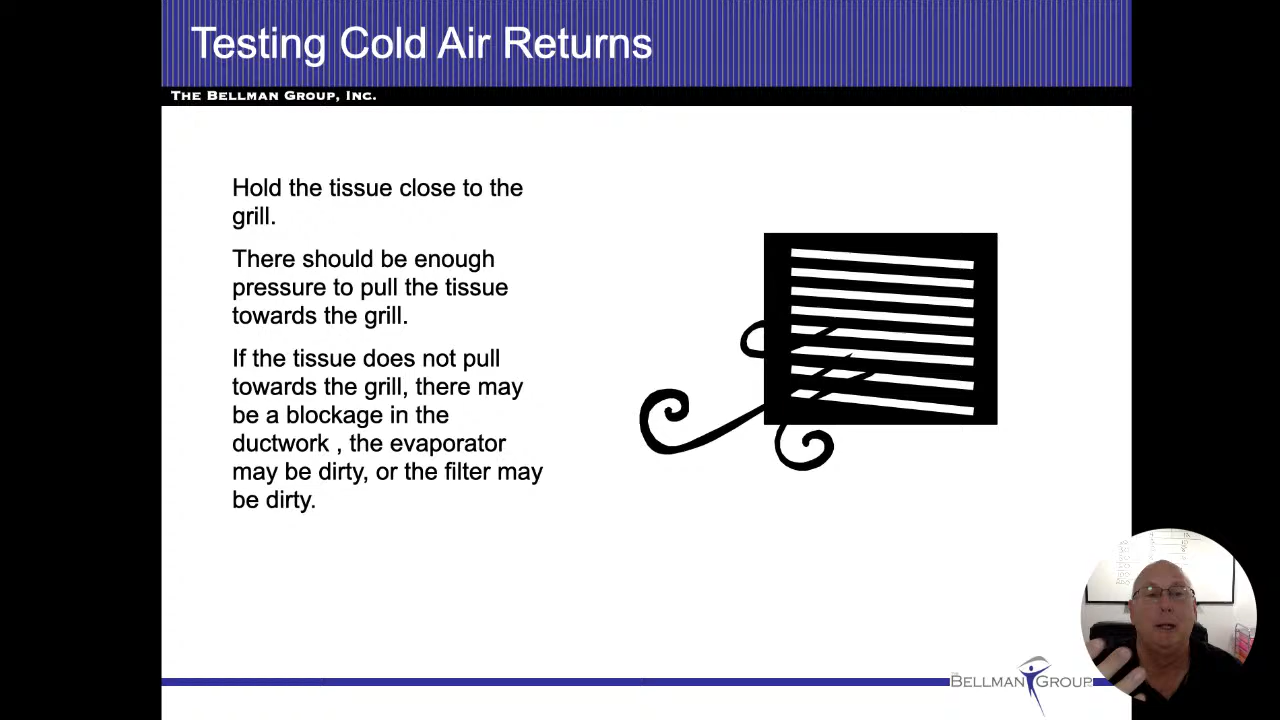 Testing Cold Air Returns
THE BELLMAN GROUP, INC.
Hold the tissue close to the
grill.
There should be enough
pressure to pull the tissue
towards the grill.
If the tissue does not pull
towards the grill, there may
be a blockage in the
ductwork , the evaporator
may be dirty, or the filter may
be dirty.
THE BELLMAN GROUP